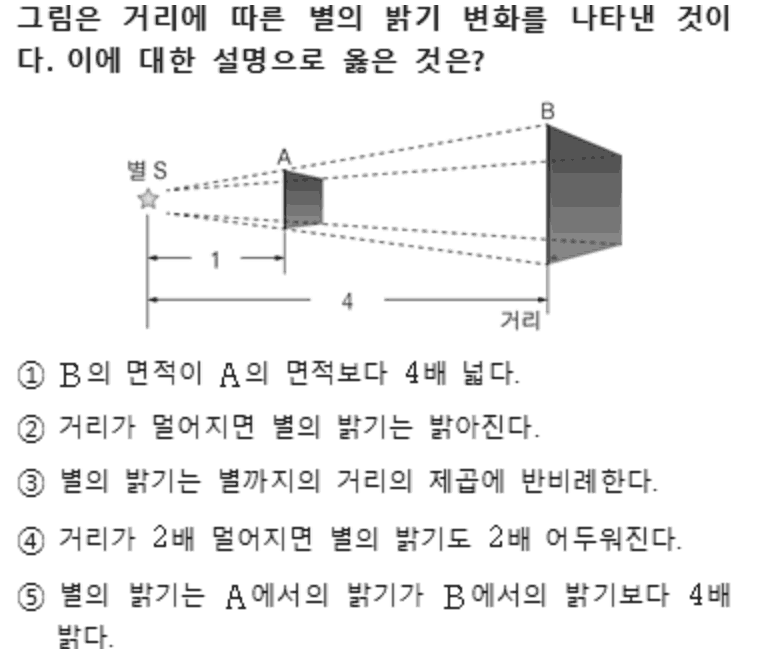 그림은 거리에 따른 별의 밝기 변화를 나타낸 것이
다. 이에 대한 설명으로 옳은 것은?
B
별 S
A
1
4
거리
① B의 면적이 A의 면적보다 4배 넓다.
② 거리가 멀어지면 별의 밝기는 밝아진다.
③ 별의 밝기는 별까지의 거리의 제곱에 반비례한다.
④ 거리가 2배 멀어지면 별의 밝기도 2배 어두워진다.
⑤ 별의 밝기는 A에서의 밝기가 B에서의 밝기보다 4배
밝다.